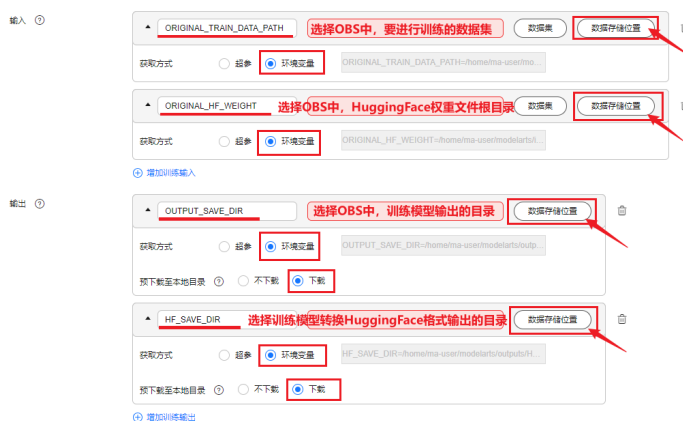 输入 ?
ORIGINAL_TRAIN_DATA_PATH 选择OBS中，要进行训练的数据集 数据集 数据存储位置
获取方式 超参 环境变量 ORIGINAL_TRAIN_DATA_PATH=/home/ma-user/mo...
ORIGINAL_HF_WEIGHT 选择OBS中，HuggingFace权重文件根目录 数据集 数据存储位置
获取方式 超参 环境变量 ORIGINAL_HF_WEIGHT=/home/ma-user/modelarts/i...
增加训练输入
输出 ?
OUTPUT_SAVE_DIR 选择OBS中，训练模型输出的目录 数据存储位置
获取方式 超参 环境变量 OUTPUT_SAVE_DIR=/home/ma-user/modelarts/outp...
预下载至本地目录 ? 不下载 下载
HF_SAVE_DIR 选择训练模型转换HuggingFace格式输出的目录 数据存储位置
获取方式 超参 环境变量 HF_SAVE_DIR=/home/ma-user/modelarts/outputs/H...
预下载至本地目录 ? 不下载 下载
增加训练输出